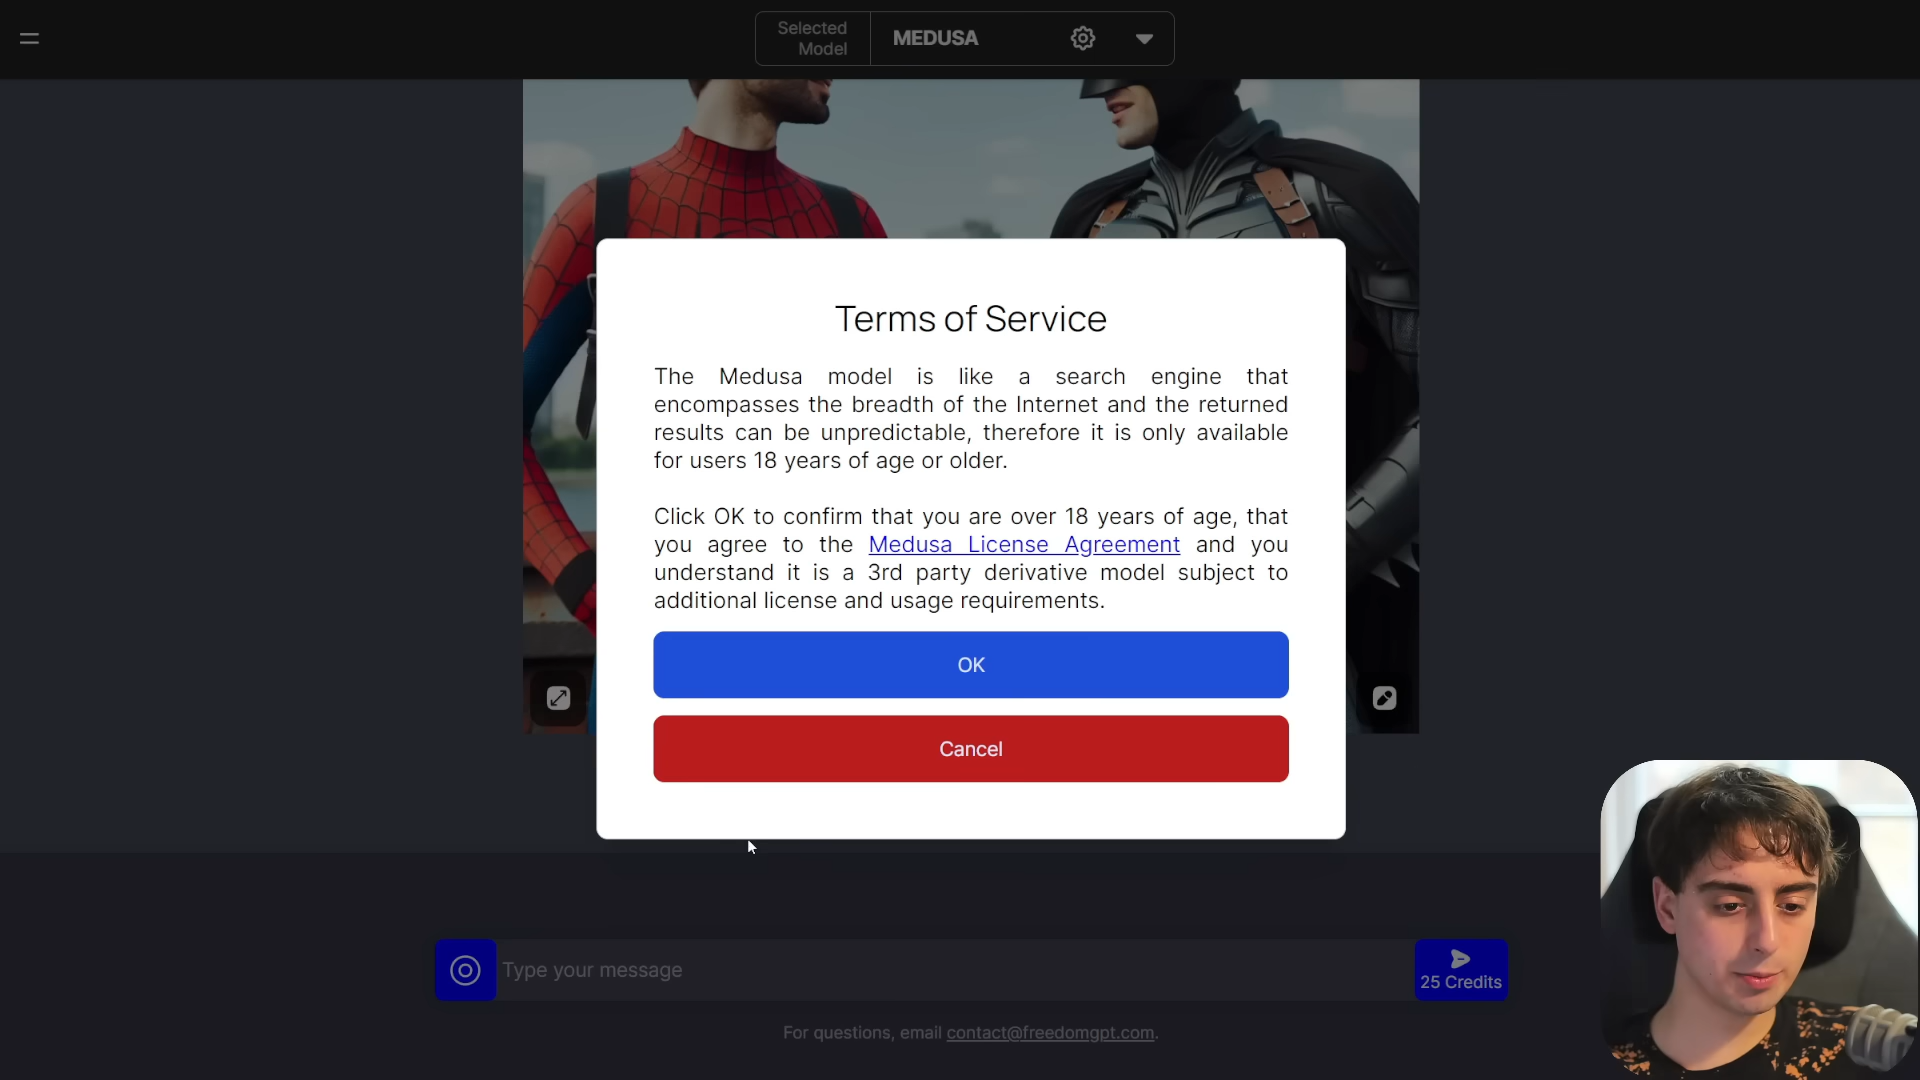 Selected
Model
MEDUSA
Terms of Service
The Medusa model is like a search engine that
encompasses the breadth of the Internet and the returned
results can be unpredictable, therefore it is only available
for users 18 years of age or older.
Click OK to confirm that you are over 18 years of age, that
you agree to the Medusa License Agreement and you
understand it is a 3rd party derivative model subject to
additional license and usage requirements.
OK
Cancel
Type your message
25 Credits
For questions, email contact@freedomgpt.com.